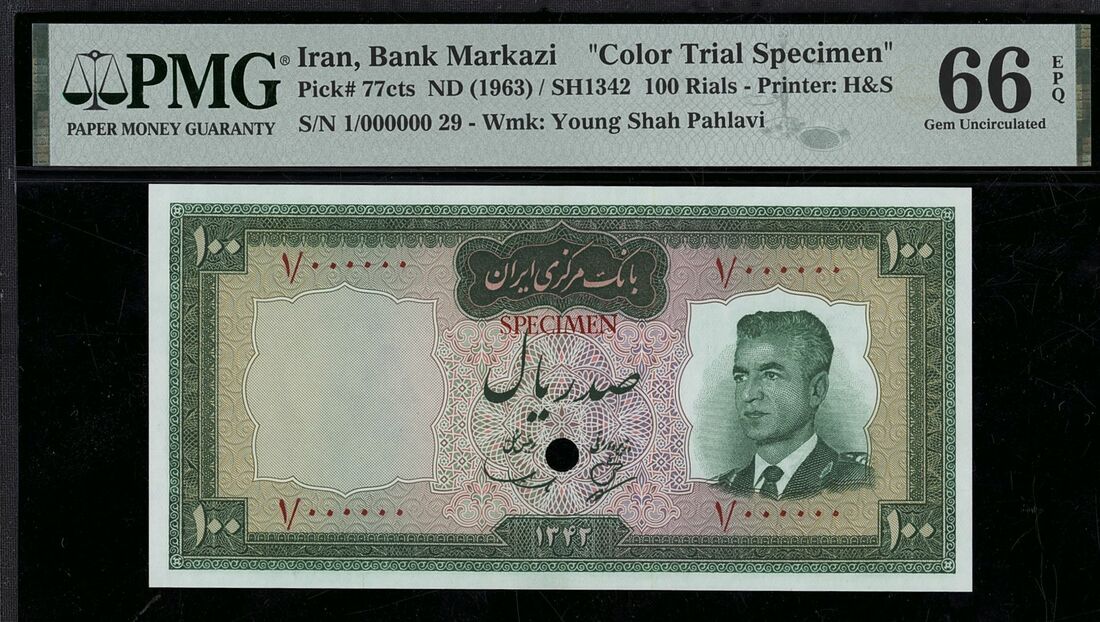 PMG® Iran, Bank Markazi "Color Trial Specimen" 66 EPQ
Pick# 77cts ND (1963) / SH1342 100 Rials - Printer: H&S
PAPER MONEY GUARANTY S/N 1/000000 29 - Wmk: Young Shah Pahlavi Gem Uncirculated
۱۰۰ ۱۰۰
۱/۰۰۰۰۰۰ ۱/۰۰۰۰۰۰
بانک مرکزی ایران
SPECIMEN
صد ریال
۱/۰۰۰۰۰۰ ۱/۰۰۰۰۰۰
۱۰۰ ۱۳۴۲ ۱۰۰